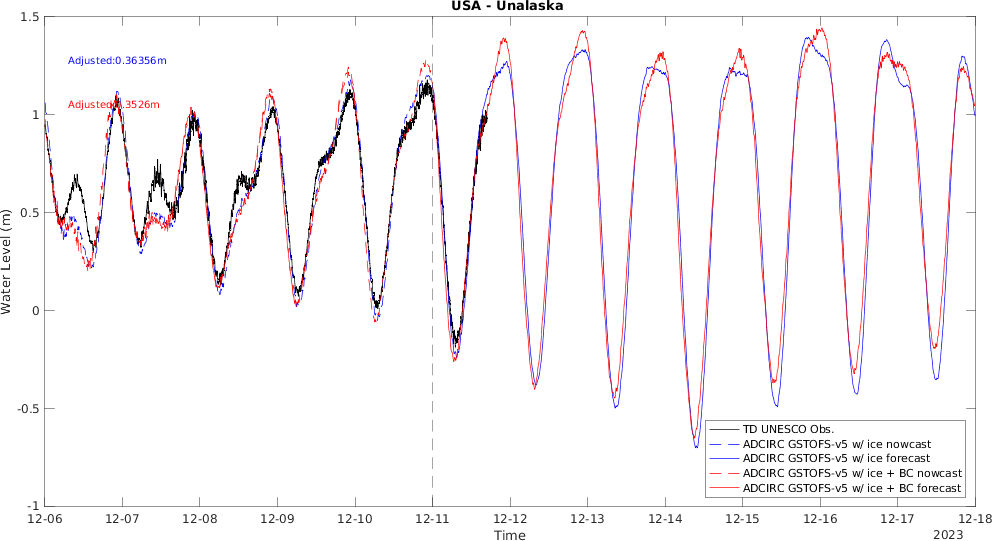 USA - Unalaska
1.5
1
0.5
0
-0.5
-1
Water Level (m)
Adjusted:0.36356m
Adjusted:0.3526m
TD UNESCO Obs.
ADCIRC GSTOFS-v5 w/ ice nowcast
ADCIRC GSTOFS-v5 w/ ice forecast
ADCIRC GSTOFS-v5 w/ ice + BC nowcast
ADCIRC GSTOFS-v5 w/ ice + BC forecast
12-06 12-07 12-08 12-09 12-10 12-11 12-12 12-13 12-14 12-15 12-16 12-17 12-18
Time
2023